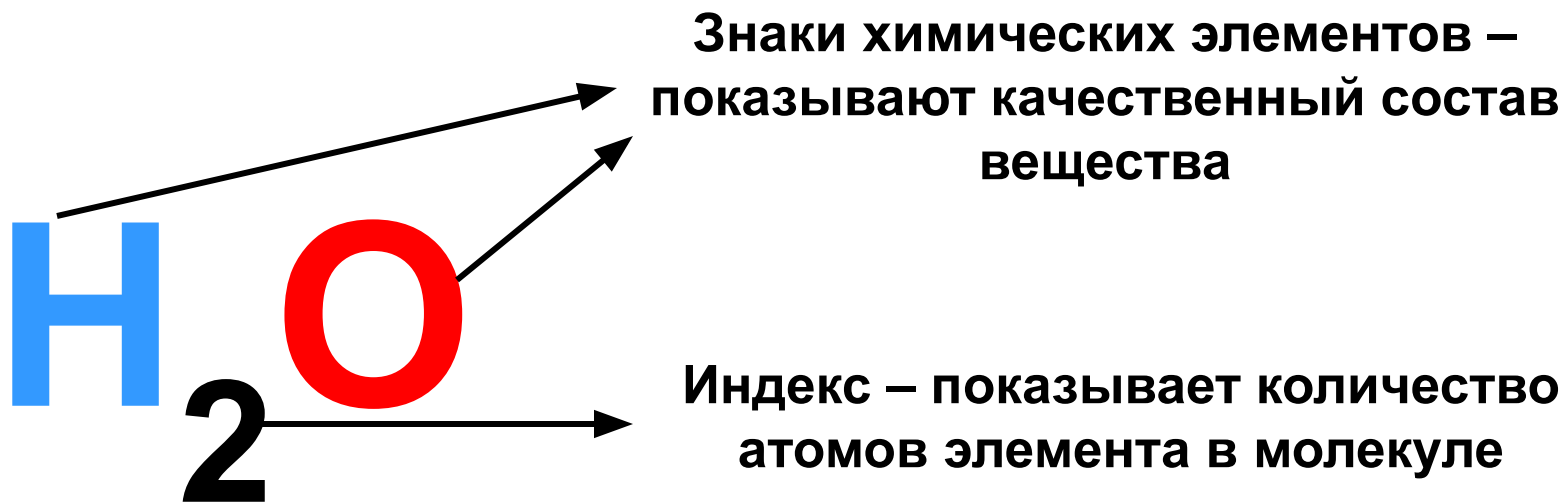 Знаки химических элементов –
показывают качественный состав
вещества
H2O
Индекс – показывает количество
атомов элемента в молекуле